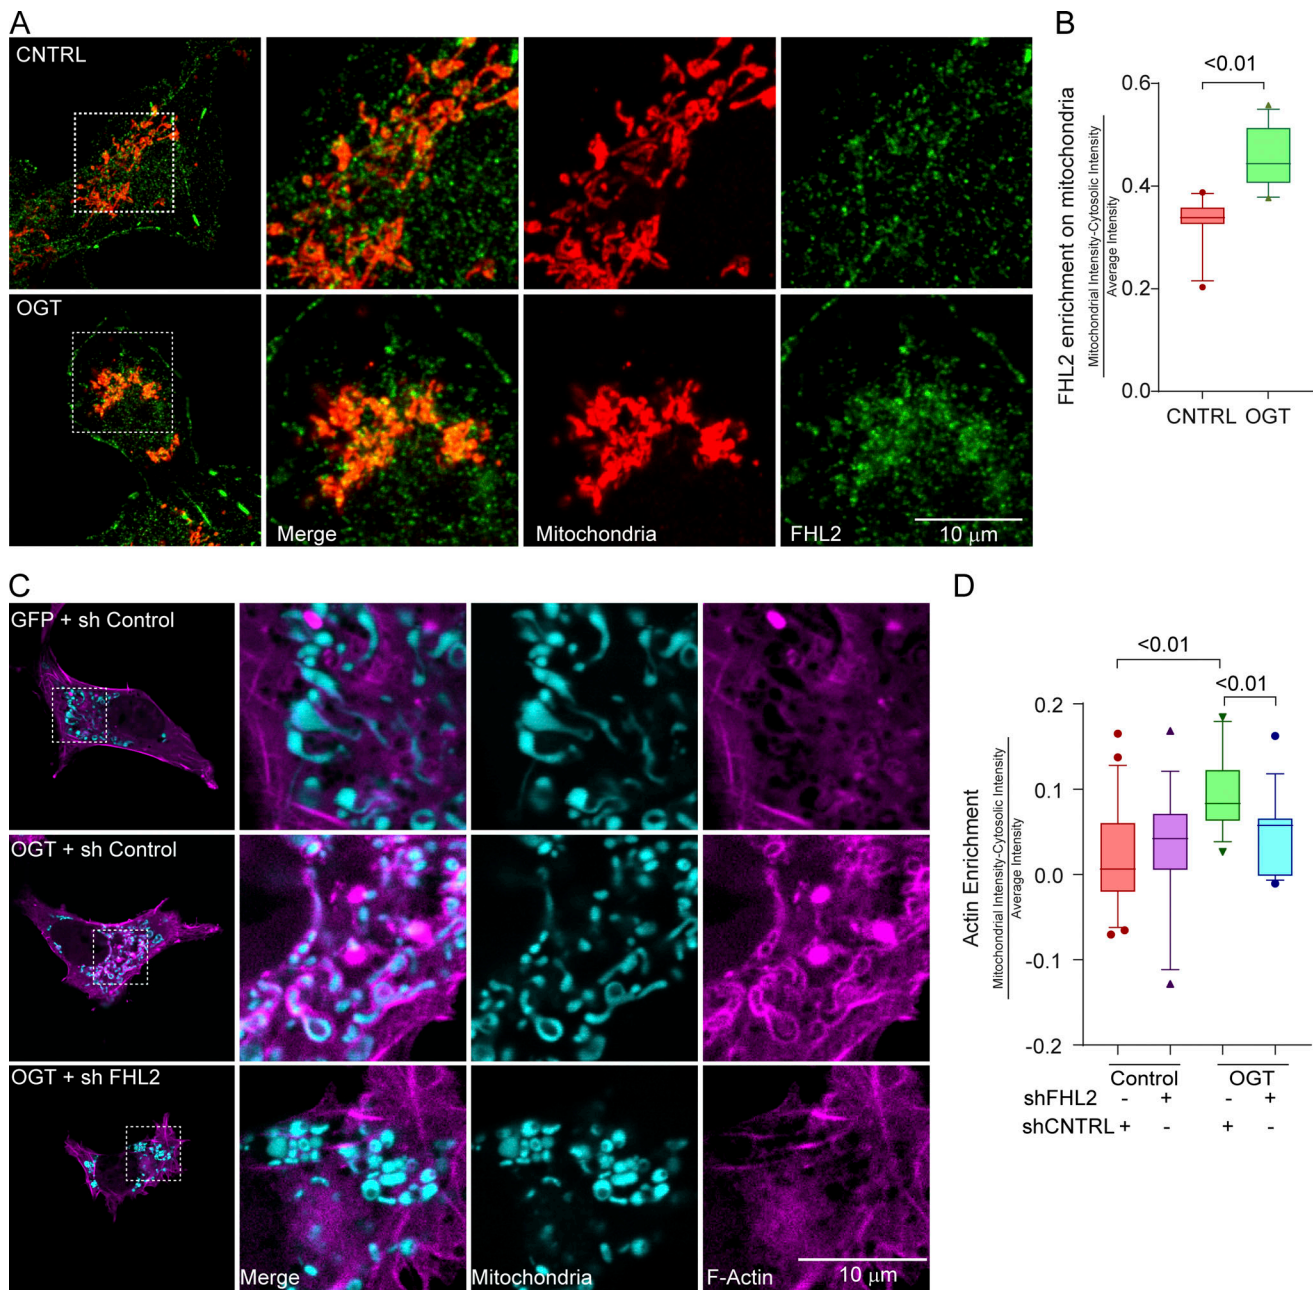 A
CNTRL
OGT
Merge
Mitochondria
FHL2
10 μm
B
<0.01
FHL2 enrichment on mitochondria
Mitochondrial Intensity-Cytosolic Intensity
Average Intensity
0.6
0.4
0.2
0.0
CNTRL OGT
C
GFP + sh Control
OGT + sh Control
OGT + sh FHL2
Merge
Mitochondria
F-Actin
10 μm
D
<0.01
<0.01
Actin Enrichment
Mitochondrial Intensity-Cytosolic Intensity
Average Intensity
0.2
0.1
0.0
-0.1
-0.2
Control OGT
shFHL2 - + - +
shCNTRL + - + -